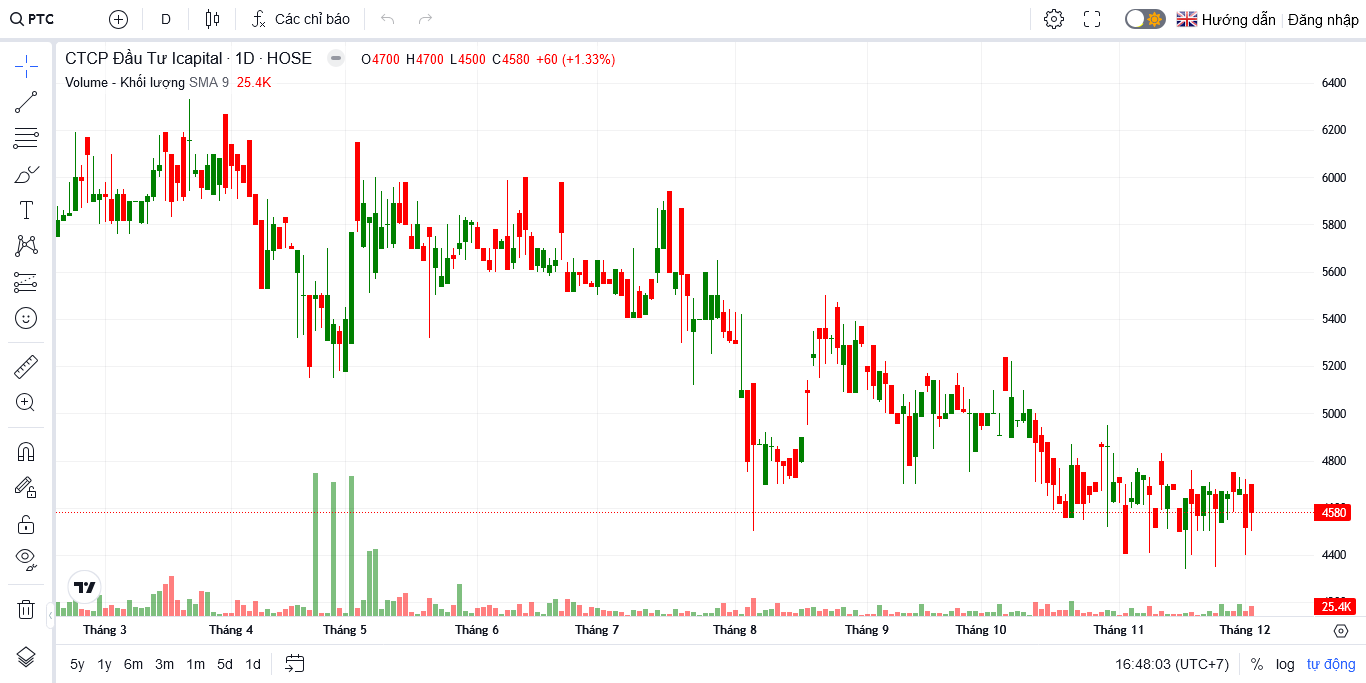 PTC D Các chỉ báo Hướng dẫn Đăng nhập
CTCP Đầu Tư Icapital · 1D · HOSE O4700 H4700 L4500 C4580 +60 (+1.33%)
Volume - Khối lượng SMA 9 25.4K
6400
6200
6000
5800
5600
5400
5200
5000
4800
4580
4400
25.4K
Tháng 3 Tháng 4 Tháng 5 Tháng 6 Tháng 7 Tháng 8 Tháng 9 Tháng 10 Tháng 11 Tháng 12
5y 1y 6m 3m 1m 5d 1d 16:48:03 (UTC+7) % log tự động